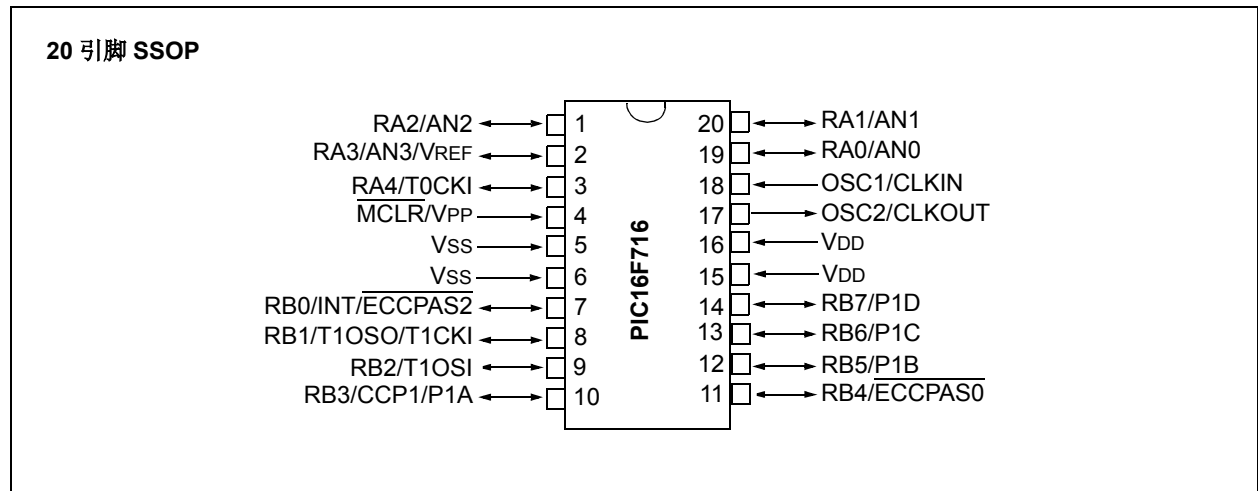 20 引脚 SSOP
RA2/AN2 1 20 RA1/AN1
RA3/AN3/VREF 2 19 RA0/AN0
RA4/T0CKI 3 18 OSC1/CLKIN
MCLR/VPP 4 17 OSC2/CLKOUT
VSS 5 16 VDD
VSS 6 15 VDD
RB0/INT/ECCPAS2 7 14 RB7/P1D
RB1/T1OSO/T1CKI 8 13 RB6/P1C
RB2/T1OSI 9 12 RB5/P1B
RB3/CCP1/P1A 10 11 RB4/ECCPAS0
PIC16F716